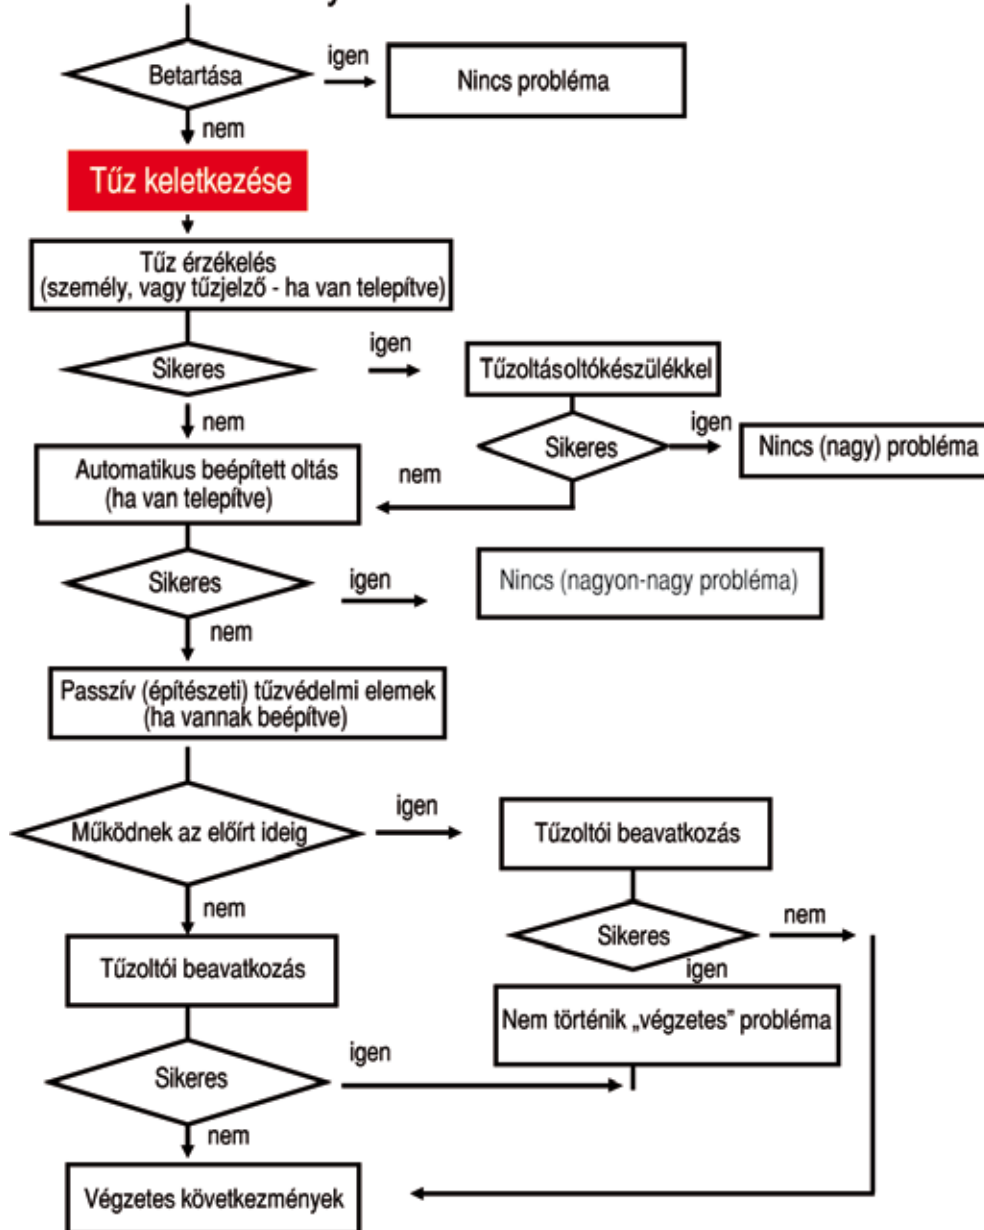 Betartása
igen
Nincs probléma
nem
Tűz keletkezése
Tűz érzékelés
(személy, vagy tűzjelző - ha van telepítve)
Sikeres
igen
Tűzoltásoltókészülékkel
nem
Sikeres
igen
Nincs (nagy) probléma
nem
Automatikus beépített oltás
(ha van telepítve)
Sikeres
igen
Nincs (nagyon-nagy probléma)
nem
Passzív (építészeti) tűzvédelmi elemek
(ha vannak beépítve)
Működnek az előírt ideig
igen
Tűzoltói beavatkozás
nem
Sikeres
nem
igen
Tűzoltói beavatkozás
Nem történik „végzetes” probléma
Sikeres
igen
nem
Végzetes következmények